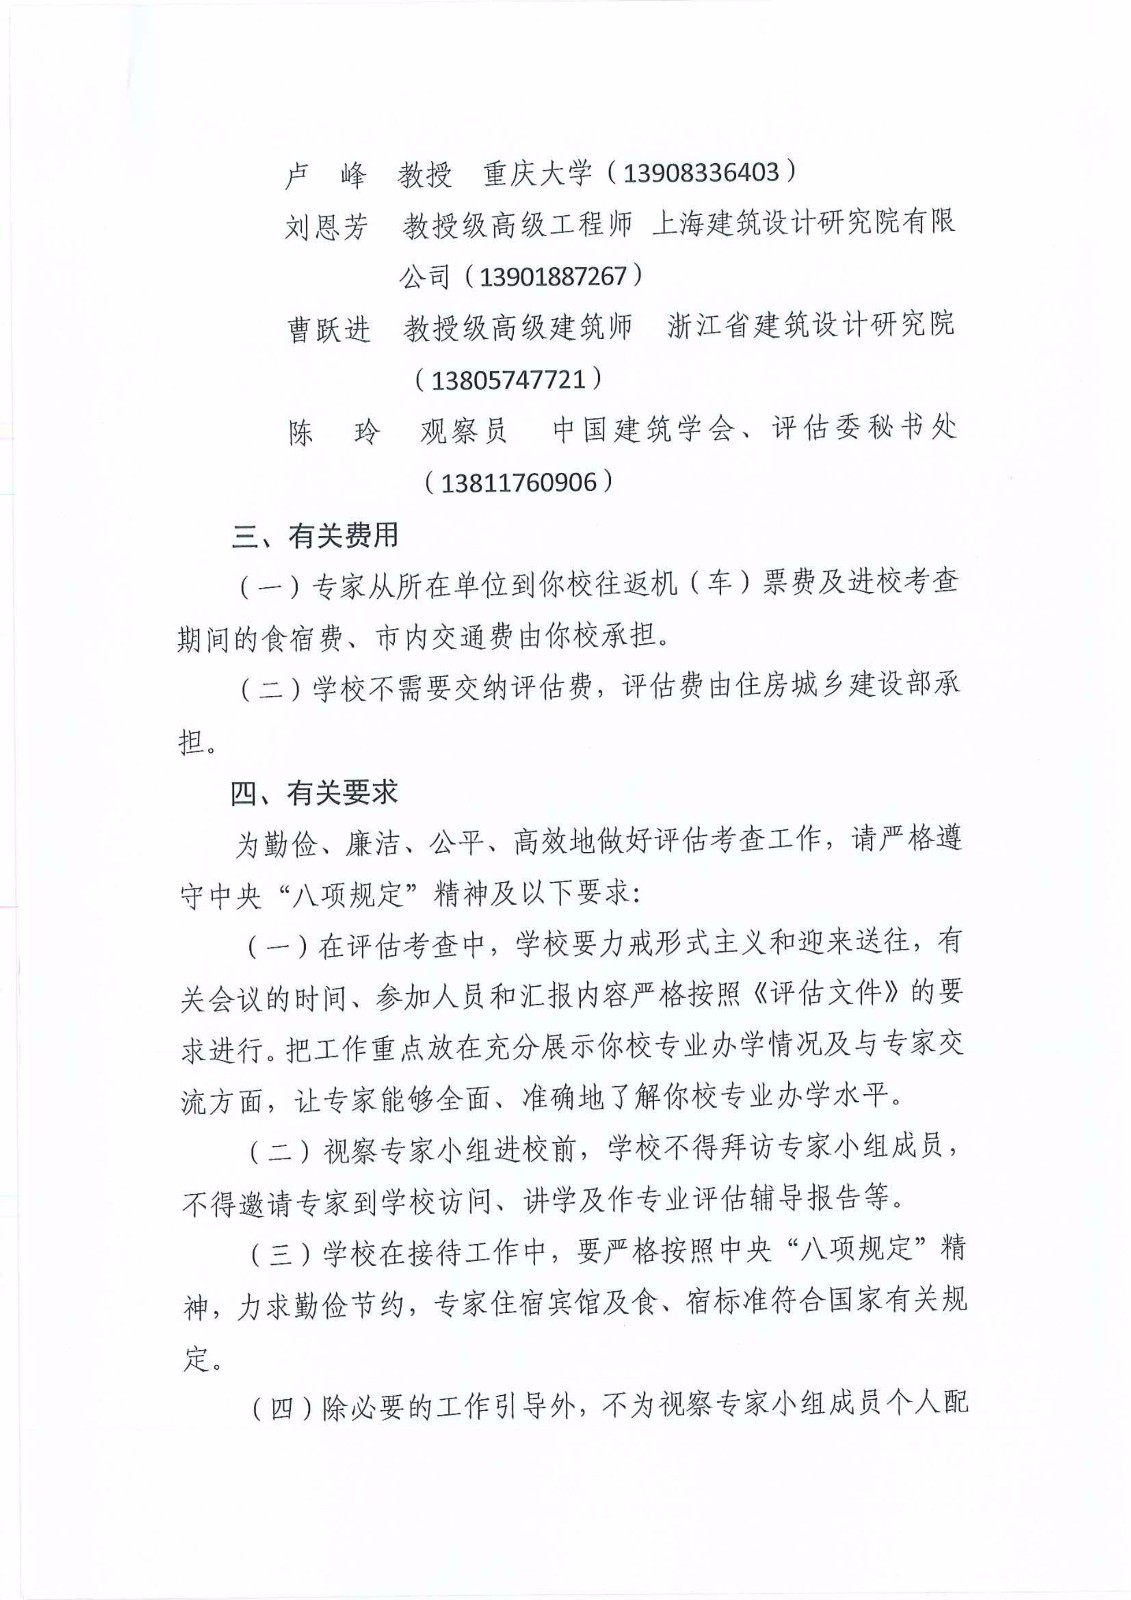 卢　峰　教授　重庆大学（13908336403）
刘恩芳　教授级高级工程师　上海建筑设计研究院有限
公司（13901887267）
曹跃进　教授级高级建筑师　浙江省建筑设计研究院
（13805747721）
陈　玲　观察员　中国建筑学会、评估委秘书处
（13811760906）
三、有关费用
（一）专家从所在单位到你校往返机（车）票费及进校考查
期间的食宿费、市内交通费由你校承担。
（二）学校不需要交纳评估费，评估费由住房城乡建设部承
担。
四、有关要求
为勤俭、廉洁、公平、高效地做好评估考查工作，请严格遵
守中央“八项规定”精神及以下要求：
（一）在评估考查中，学校要力戒形式主义和迎来送往，有
关会议的时间、参加人员和汇报内容严格按照《评估文件》的要
求进行。把工作重点放在充分展示你校专业办学情况及与专家交
流方面，让专家能够全面、准确地了解你校专业办学水平。
（二）视察专家小组进校前，学校不得拜访专家小组成员，
不得邀请专家到学校访问、讲学及作专业评估辅导报告等。
（三）学校在接待工作中，要严格按照中央“八项规定”精
神，力求勤俭节约，专家住宿宾馆及食、宿标准符合国家有关规
定。
（四）除必要的工作引导外，不为视察专家小组成员个人配